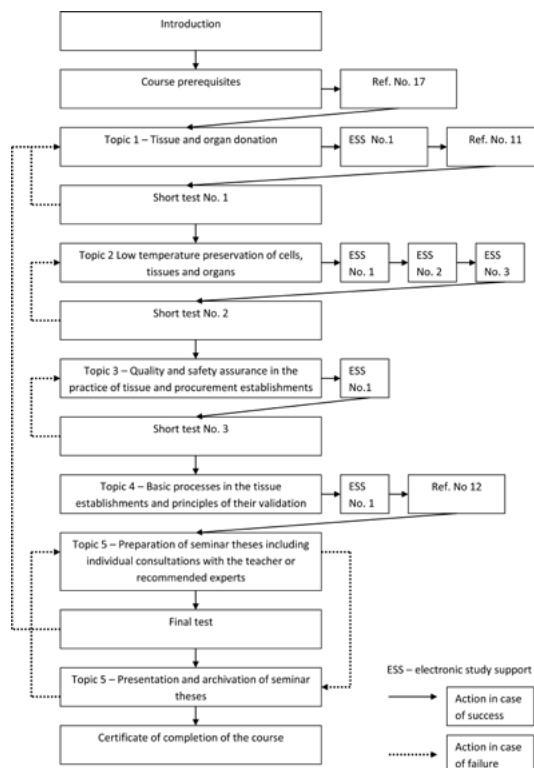 Introduction
Course prerequisites
Ref. No. 17
Topic 1 – Tissue and organ donation
ESS No.1
Ref. No. 11
Short test No. 1
Topic 2 Low temperature preservation of cells,
tissues and organs
ESS
No. 1
ESS
No. 2
ESS
No. 3
Short test No. 2
Topic 3 – Quality and safety assurance in the
practice of tissue and procurement establishments
ESS
No.1
Short test No. 3
Topic 4 – Basic processes in the tissue
establishments and principles of their validation
ESS
No. 1
Ref. No 12
Topic 5 – Preparation of seminar theses including
individual consultations with the teacher or
recommended experts
Final test
Topic 5 – Presentation and archivation of seminar
theses
Certificate of completion of the course
ESS – electronic study support
Action in case
of success
Action in case
of failure